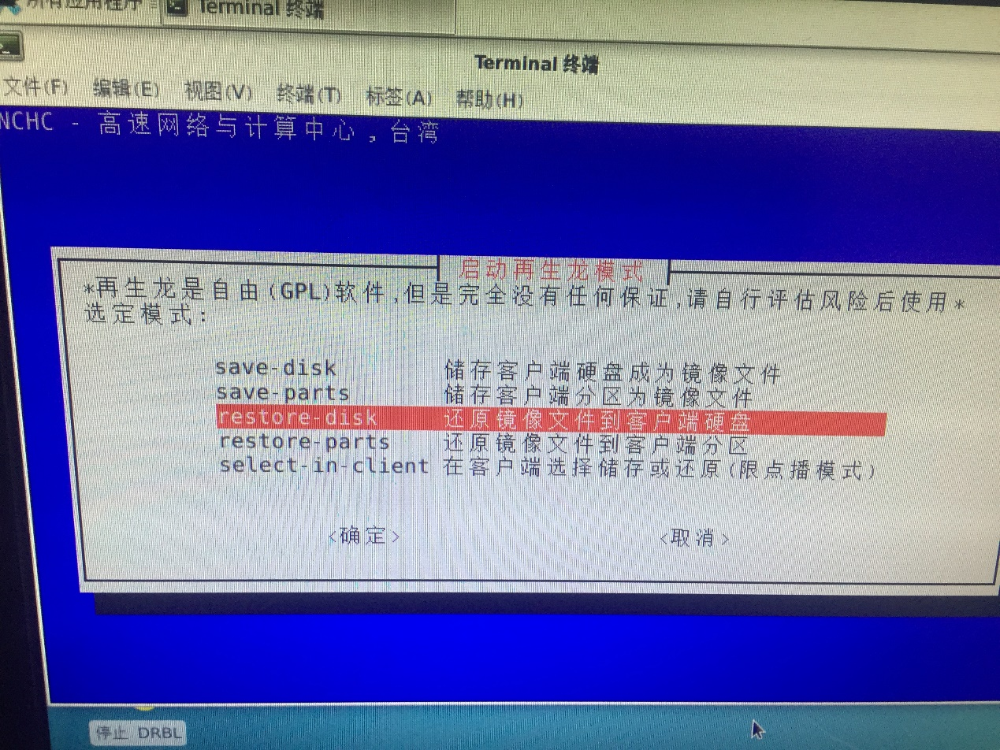 所有应用程序 Terminal 终端
Terminal 终端
文件(F) 编辑(E) 视图(V) 终端(T) 标签(A) 帮助(H)
NCHC - 高速网络与计算中心，台湾
启动再生龙模式
*再生龙是自由(GPL)软件,但是完全没有任何保证 请自行评估风险后使用*
选定模式:
save-disk 储存客户端硬盘成为镜像文件
save-parts 储存客户端分区为镜像文件
restore-disk 还原镜像文件到客户端硬盘
restore-parts 还原镜像文件到客户端分区
select-in-client 在客户端选择储存或还原(限点播模式)
<确定> <取消>
停止 DRBL